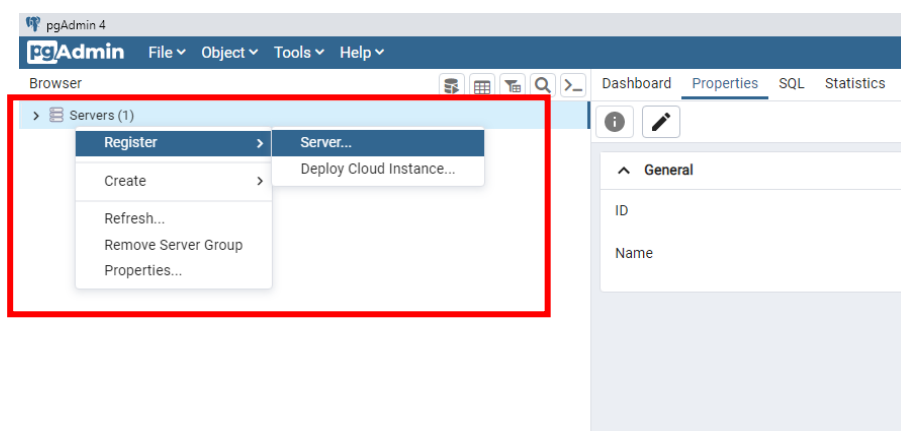 pgAdmin 4
pgAdmin File Object Tools Help
Browser
Dashboard Properties SQL Statistics
Servers (1)
Register
Server...
Deploy Cloud Instance...
Create
Refresh...
Remove Server Group
Properties...
General
ID
Name